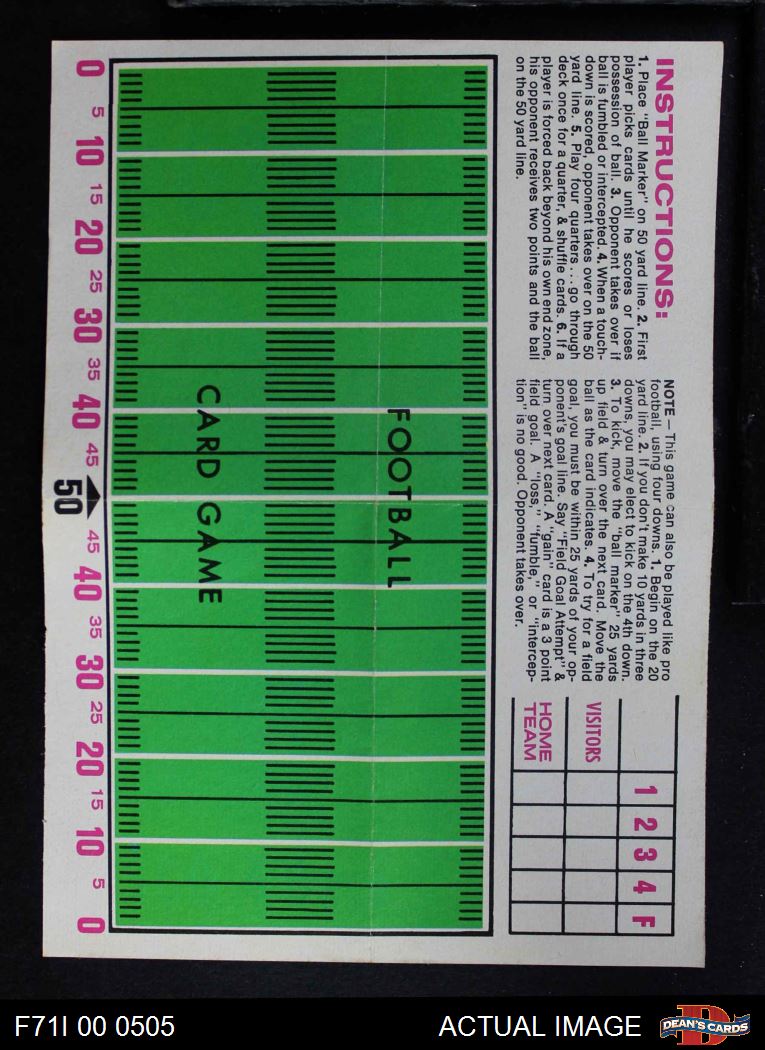 INSTRUCTIONS:
1. Place "Ball Marker" on 50 yard line. 2. First
player picks cards until he scores or loses
possession of ball. 3. Opponent takes over if
ball is fumbled or intercepted. 4. When a touch-
down is scored, opponent takes over on the 50
yard line. 5. Play four quarters . . . go through
deck once for a quarter, & shuffle cards. 6. If a
player is forced back beyond his own end zone,
his opponent receives two points and the ball
on the 50 yard line.
NOTE — This game can also be played like pro
football, using four downs. 1. Begin on the 20
yard line. 2. If you don't make 10 yards in three
downs, you may elect to kick on the 4th down.
3. To kick, move the "ball marker" 25 yards
up field & turn over the next card. Move the
ball as the card indicates. 4. To try for a field
goal, you must be within 25 yards of your op-
ponent's goal line. Say "Field Goal Attempt" &
turn over next card. A "gain" card is a 3 point
field goal. A "loss," "fumble," or "intercep-
tion" is no good. Opponent takes over.
1 2 3 4 F
VISITORS
HOME
TEAM
FOOTBALL
CARD GAME
0 5 10 15 20 25 30 35 40 45 50 45 40 35 30 25 20 15 10 5 0
F71I 00 0505
ACTUAL IMAGE
D
DEAN'S CARDS